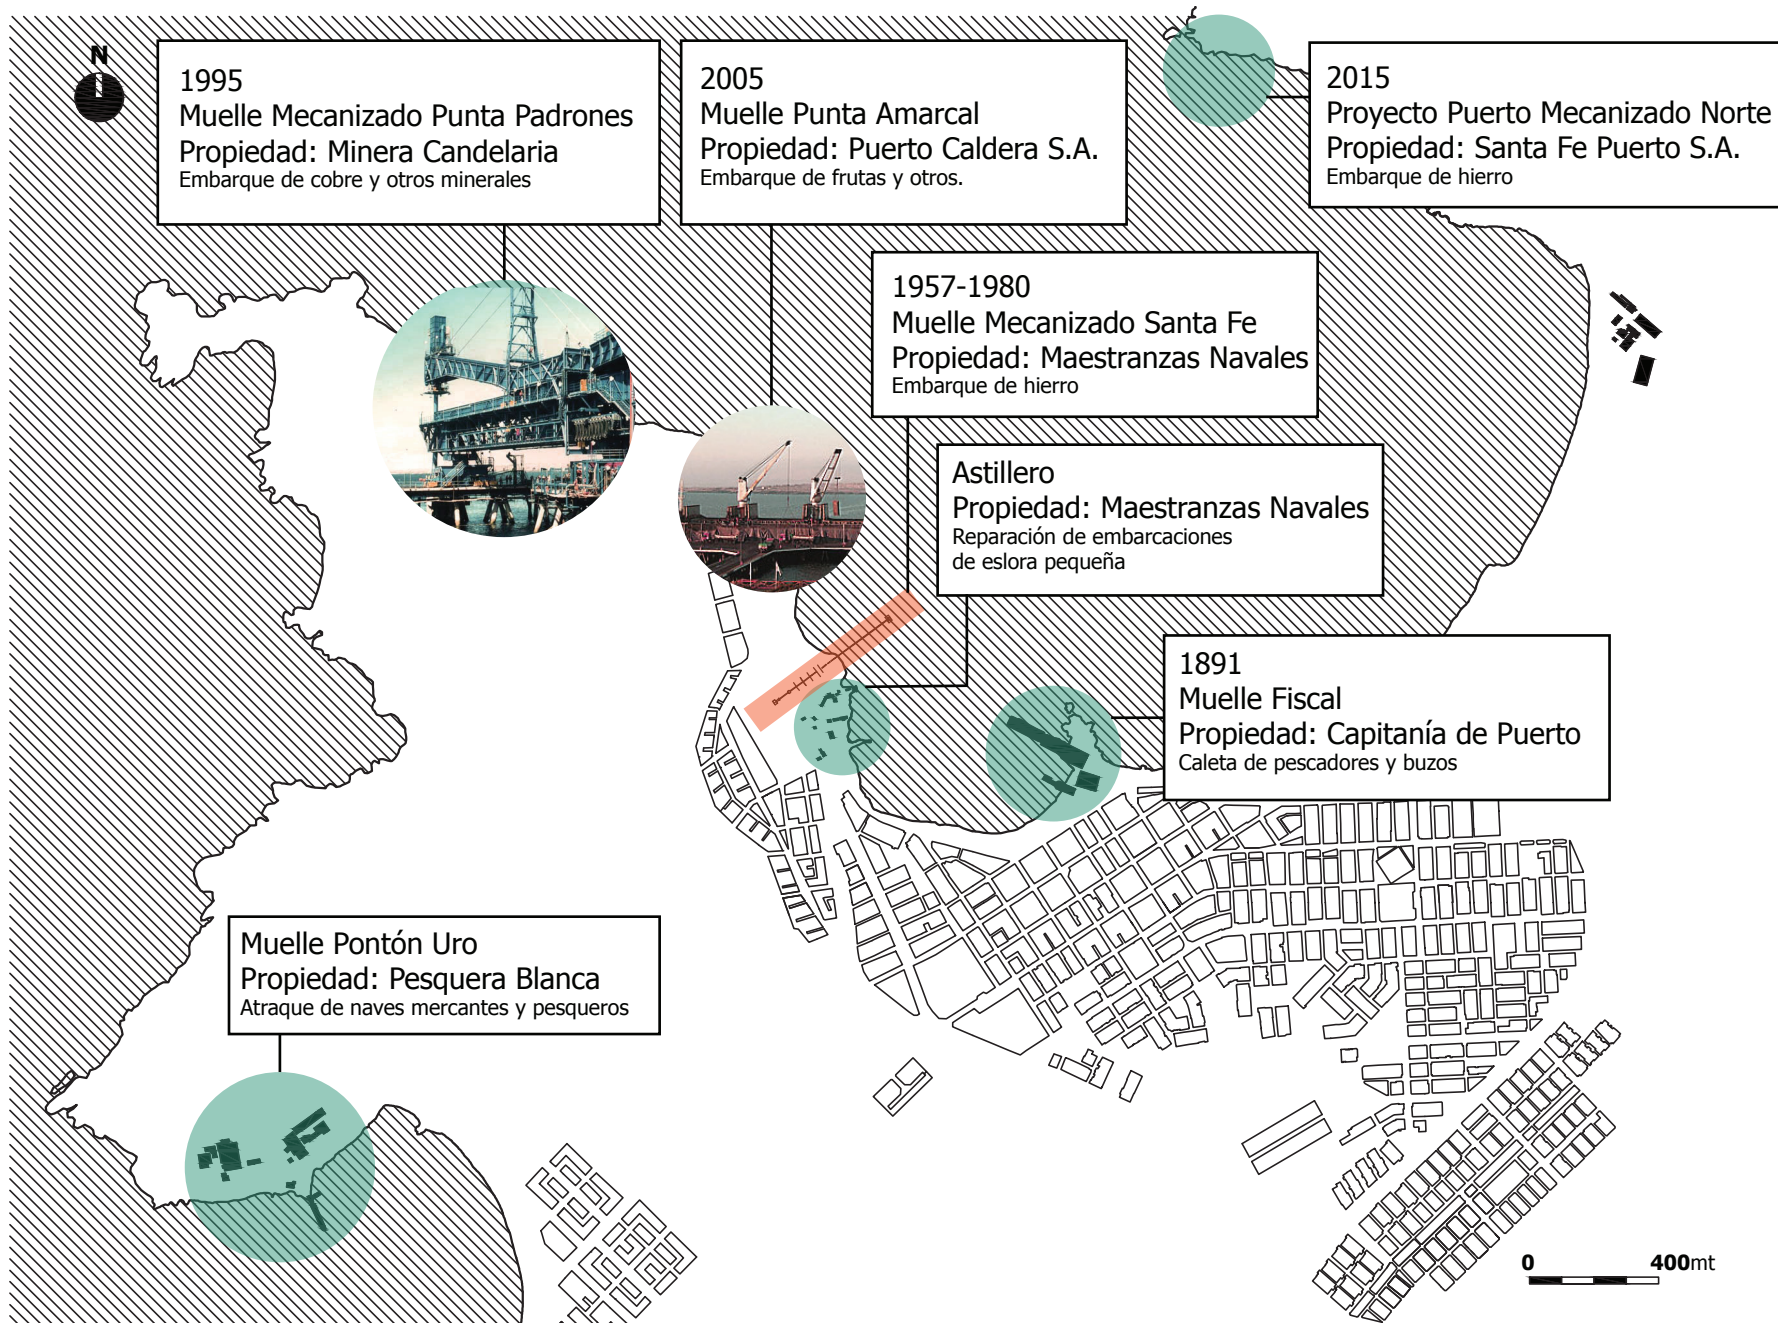 N
1995
Muelle Mecanizado Punta Padrones
Propiedad: Minera Candelaria
Embarque de cobre y otros minerales
2005
Muelle Punta Amarcal
Propiedad: Puerto Caldera S.A.
Embarque de frutas y otros.
2015
Proyecto Puerto Mecanizado Norte
Propiedad: Santa Fe Puerto S.A.
Embarque de hierro
1957-1980
Muelle Mecanizado Santa Fe
Propiedad: Maestranzas Navales
Embarque de hierro
Astillero
Propiedad: Maestranzas Navales
Reparación de embarcaciones
de eslora pequeña
1891
Muelle Fiscal
Propiedad: Capitanía de Puerto
Caleta de pescadores y buzos
Muelle Pontón Uro
Propiedad: Pesquera Blanca
Atraque de naves mercantes y pesqueros
0 400mt